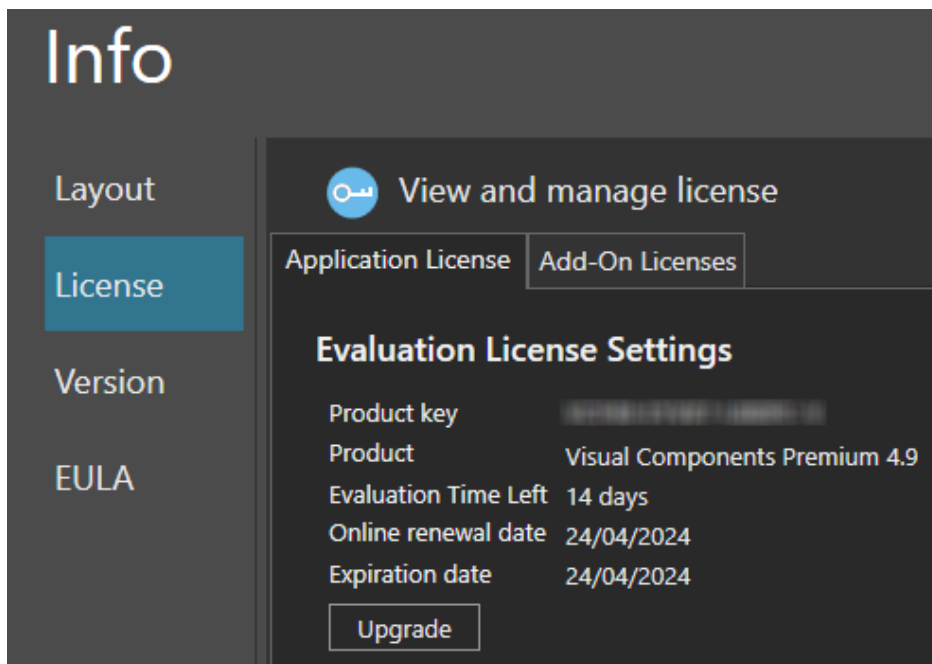 Info
Layout
License
Version
EULA
View and manage license
Application License
Add-On Licenses
Evaluation License Settings
Product key
Product Visual Components Premium 4.9
Evaluation Time Left 14 days
Online renewal date 24/04/2024
Expiration date 24/04/2024
Upgrade